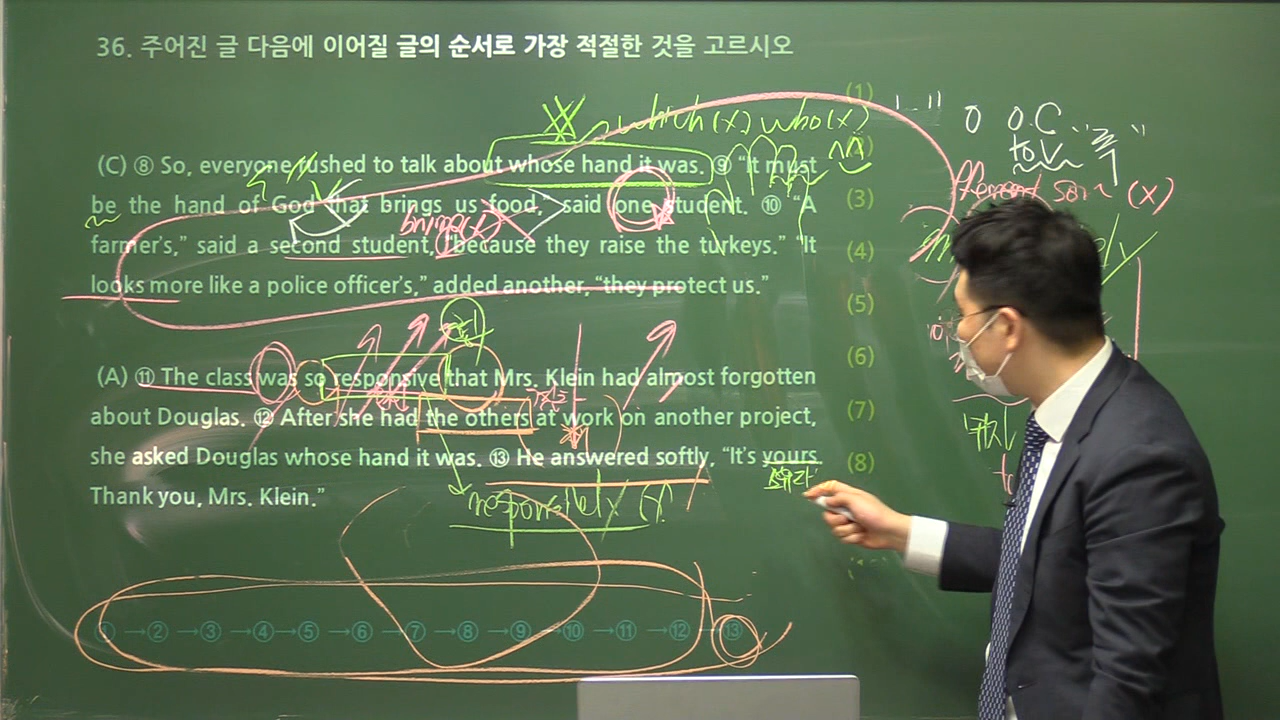 36. 주어진 글 다음에 이어질 글의 순서로 가장 적절한 것을 고르시오
which(x) who(x)
(1)
"_"
O O.C "
to V
(C) ⑧ So, everyone rushed to talk about whose hand it was. ⑨ "It must
be the hand of God that brings us food," said one student. ⑩ "A
farmer's," said a second student, "because they raise the turkeys." "It
looks more like a police officer's," added another, "they protect us."
bring(x)
(x)
(3)
(4)
(5)
(6)
(7)
(8)
(A) ⑪ The class was so responsive that Mrs. Klein had almost forgotten
about Douglas. ⑫ After she had the others at work on another project,
she asked Douglas whose hand it was. ⑬ He answered softly, "It's yours.
Thank you, Mrs. Klein."
responsively (x)
① → ② → ③ → ④ → ⑤ → ⑥ → ⑦ → ⑧ → ⑨ → ⑩ → ⑪ → ⑫ → ⑬